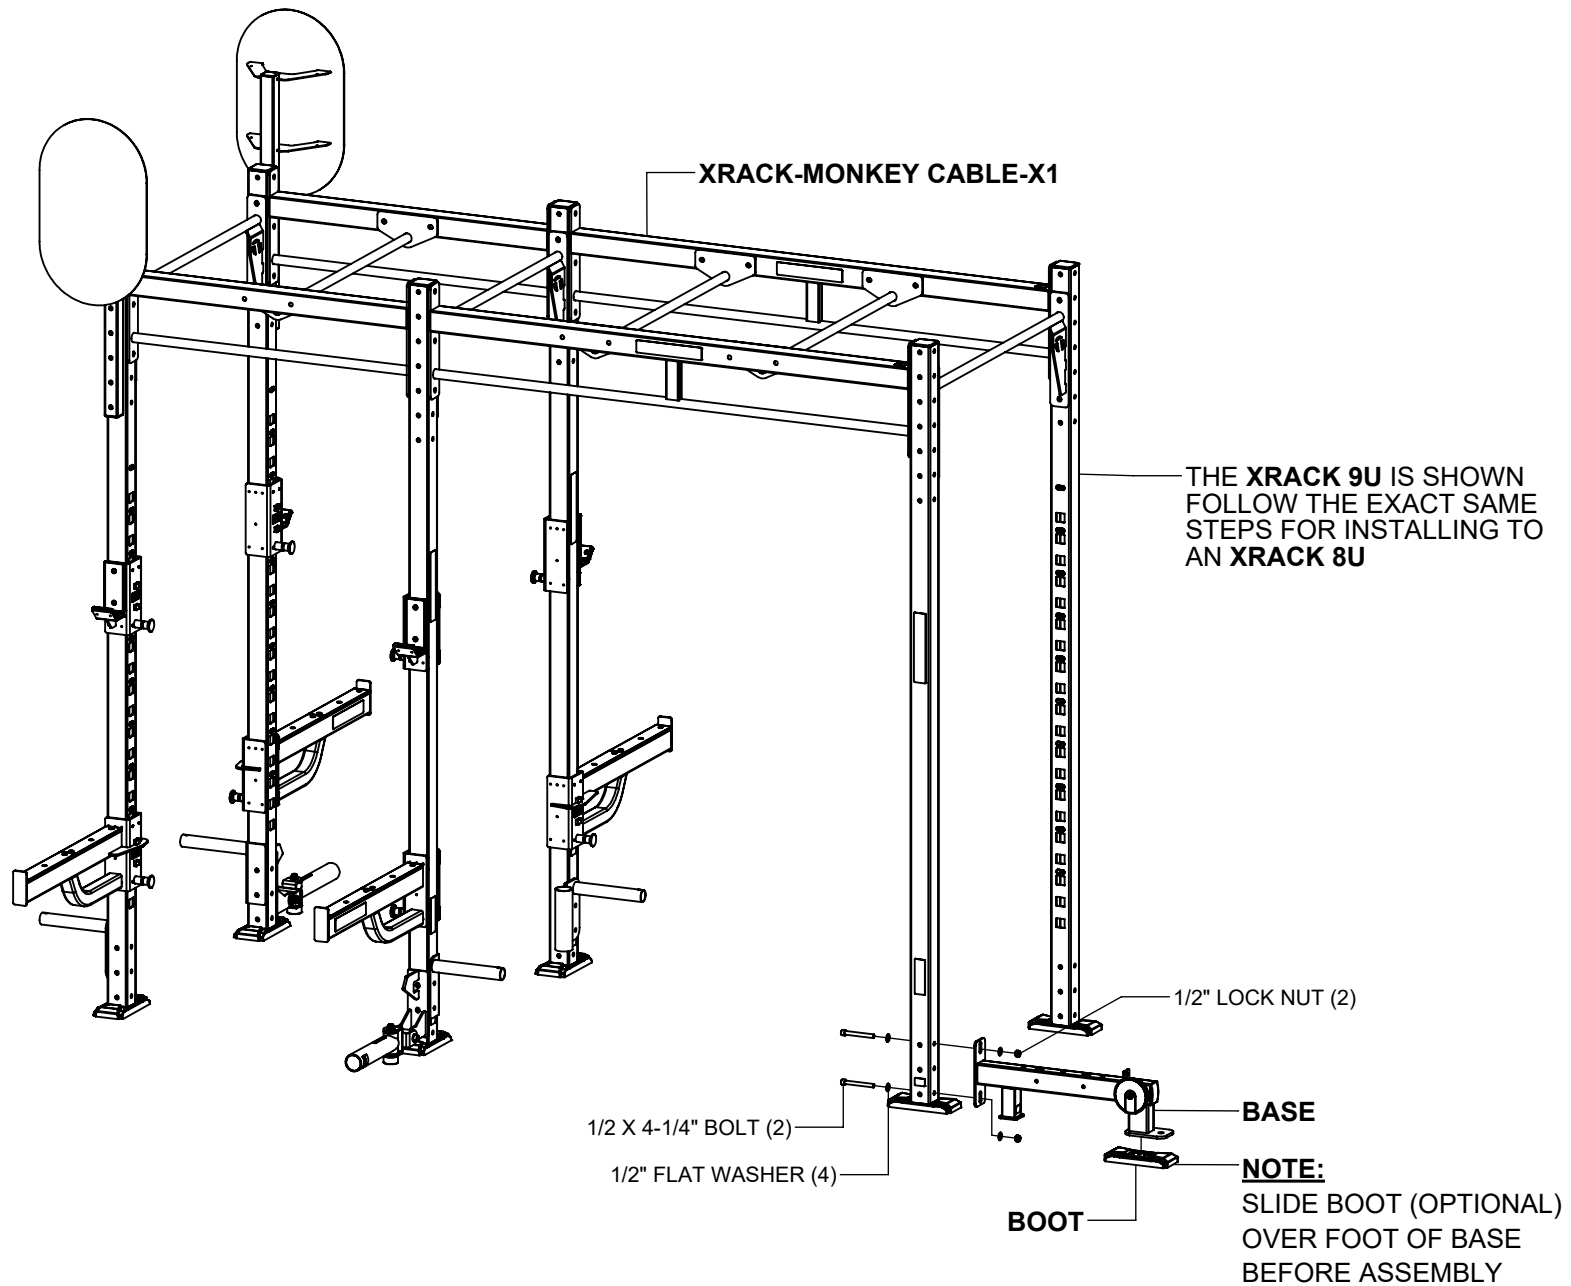 XRACK-MONKEY CABLE-X1
THE XRACK 9U IS SHOWN
FOLLOW THE EXACT SAME
STEPS FOR INSTALLING TO
AN XRACK 8U
1/2" LOCK NUT (2)
1/2 X 4-1/4" BOLT (2)
1/2" FLAT WASHER (4)
BASE
BOOT
NOTE:
SLIDE BOOT (OPTIONAL)
OVER FOOT OF BASE
BEFORE ASSEMBLY